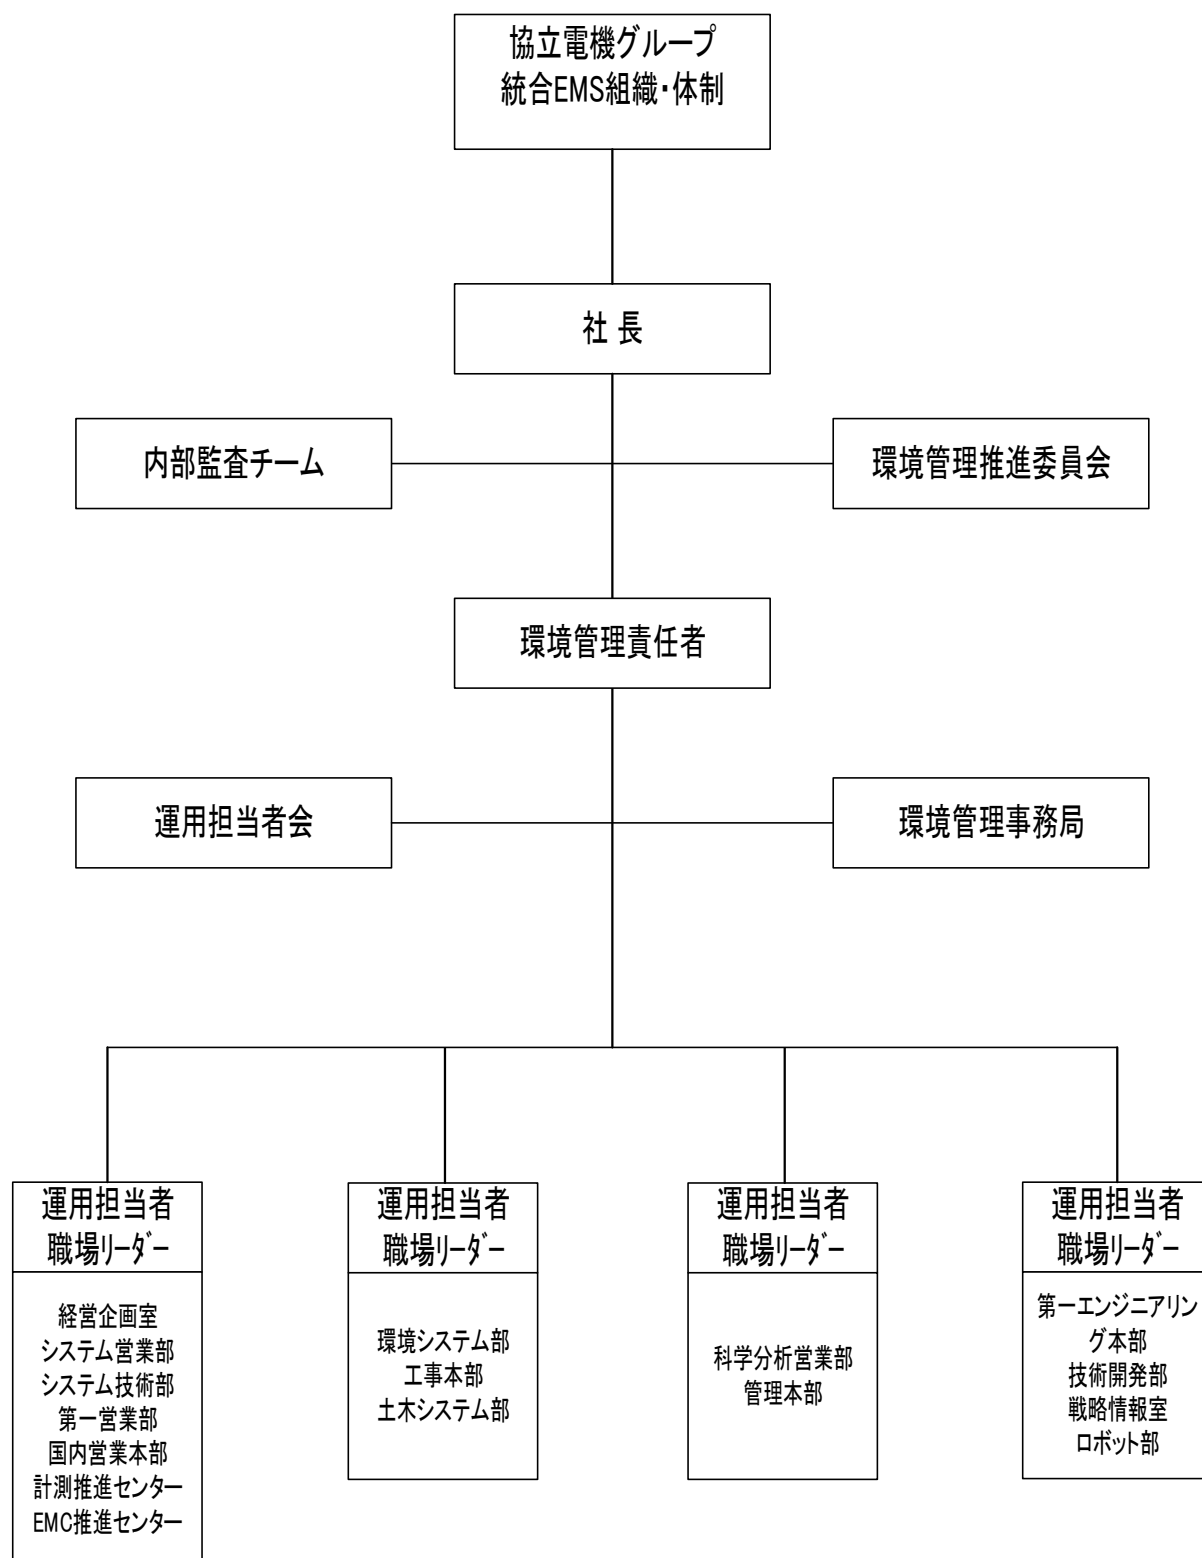 協立電機グループ
統合EMS組織・体制
社 長
内部監査チーム
環境管理推進委員会
環境管理責任者
運用担当者会
環境管理事務局
運用担当者
職場リーダー
経営企画室
システム営業部
システム技術部
第一営業部
国内営業本部
計測推進センター
EMC推進センター
運用担当者
職場リーダー
環境システム部
工事本部
土木システム部
運用担当者
職場リーダー
科学分析営業部
管理本部
運用担当者
職場リーダー
第一エンジニアリン
グ本部
技術開発部
戦略情報室
ロボット部